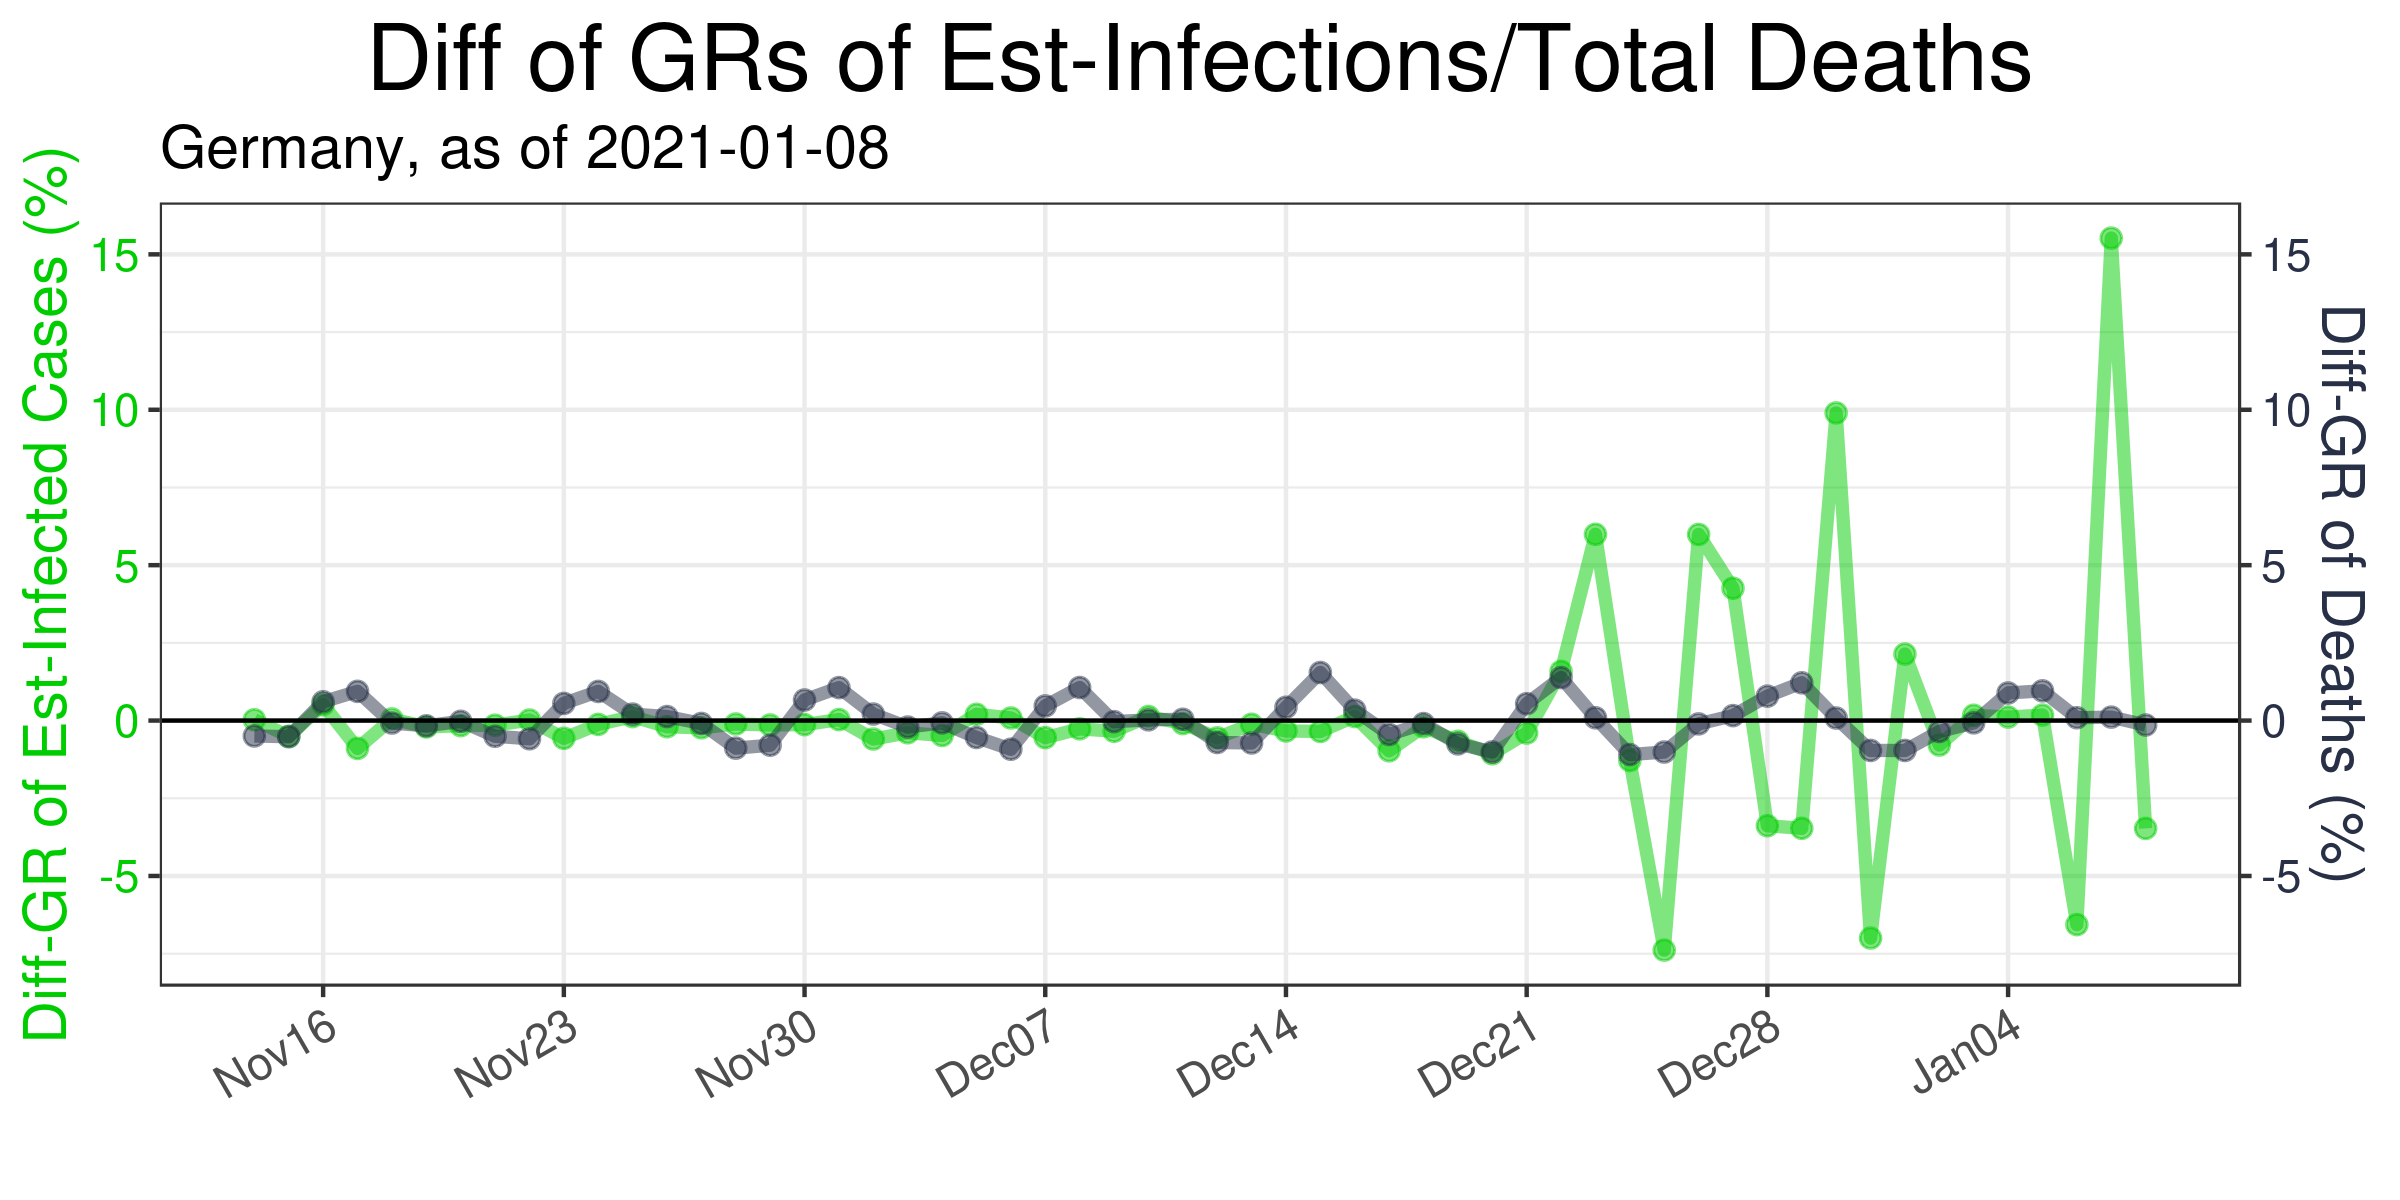 Diff of GRs of Est-Infections/Total Deaths
Germany, as of 2021-01-08
Diff-GR of Est-Infected Cases (%)
15
10
5
0
-5
15
10
5
0
-5
Diff-GR of Deaths (%)
Nov16
Nov23
Nov30
Dec07
Dec14
Dec21
Dec28
Jan04